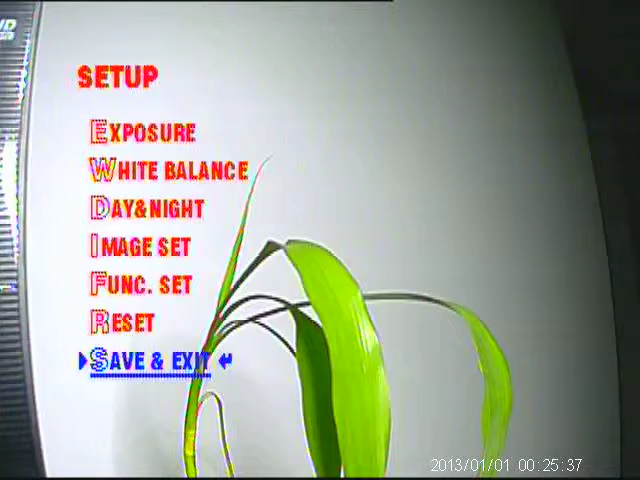 SETUP
EXPOSURE
WHITE BALANCE
DAY&NIGHT
IMAGE SET
FUNC. SET
RESET
SAVE & EXIT ↵
2013/01/01 00:25:37